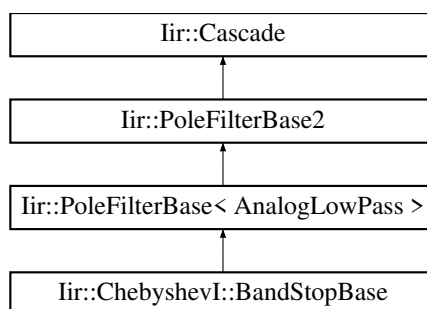 Iir::Cascade
Iir::PoleFilterBase2
Iir::PoleFilterBase< AnalogLowPass >
Iir::ChebyshevI::BandStopBase